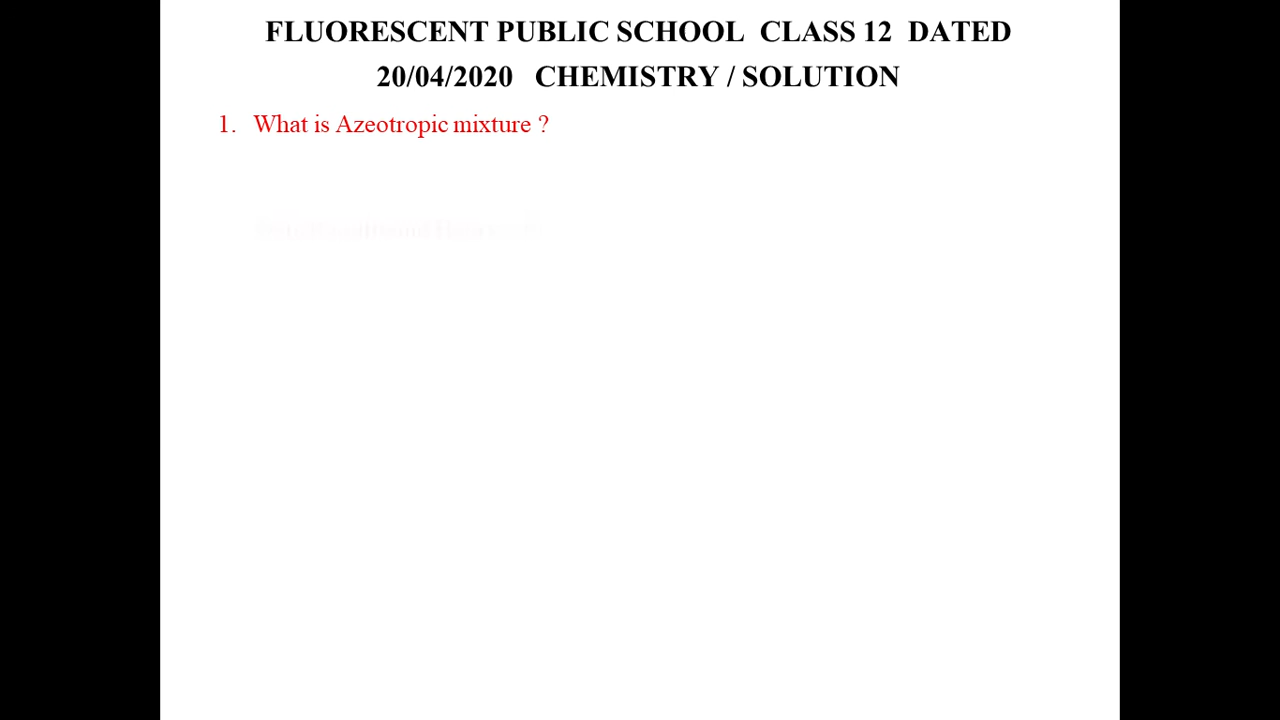 FLUORESCENT PUBLIC SCHOOL CLASS 12 DATED
20/04/2020 CHEMISTRY / SOLUTION
1. What is Azeotropic mixture ?